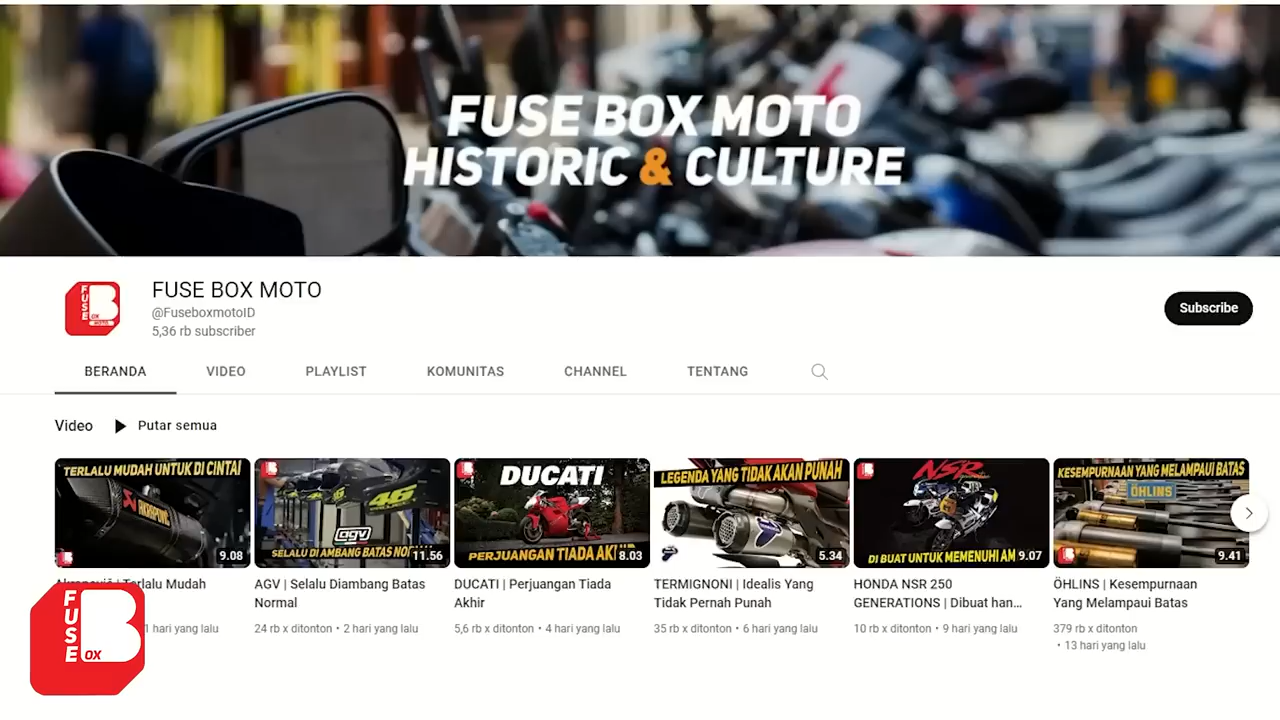 FUSE BOX MOTO
HISTORIC & CULTURE
FUSE BOX MOTO
@FuseboxmotoID
5,36 rb subscriber
Subscribe
BERANDA
VIDEO
PLAYLIST
KOMUNITAS
CHANNEL
TENTANG
Video
Putar semua
TERLALU MUDAH UNTUK DI CINTAI
AKRAPOVIC
9.08
46
agv
SELALU DI AMBANG BATAS
11.56
DUCATI
PERJUANGAN TIADA
8.03
LEGENDA YANG TIDAK AKAN PUNAH
5.34
NSR
DI BUAT UNTUK MEMENUHI
9.07
KESEMPURNAAN YANG MELAMPAUI BATAS
ÖHLINS
9.41
Terlalu Mudah
1 hari yang lalu
AGV | Selalu Diambang Batas
Normal
24 rb x ditonton • 2 hari yang lalu
DUCATI | Perjuangan Tiada
Akhir
5,6 rb x ditonton • 4 hari yang lalu
TERMIGNONI | Idealis Yang
Tidak Pernah Punah
35 rb x ditonton • 6 hari yang lalu
HONDA NSR 250
GENERATIONS | Dibuat han...
10 rb x ditonton • 9 hari yang lalu
ÖHLINS | Kesempurnaan
Yang Melampaui Batas
379 rb x ditonton
• 13 hari yang lalu
FUSE
BOX